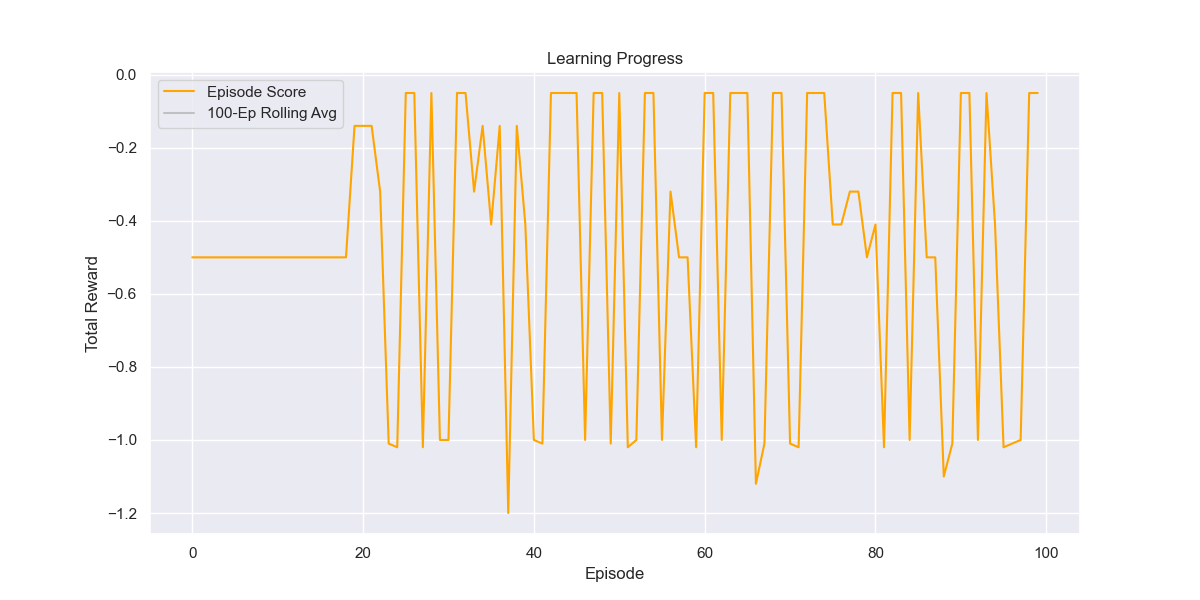 Learning Progress
Episode Score
100-Ep Rolling Avg
Total Reward
0.0
−0.2
−0.4
−0.6
−0.8
−1.0
−1.2
0
20
40
60
80
100
Episode